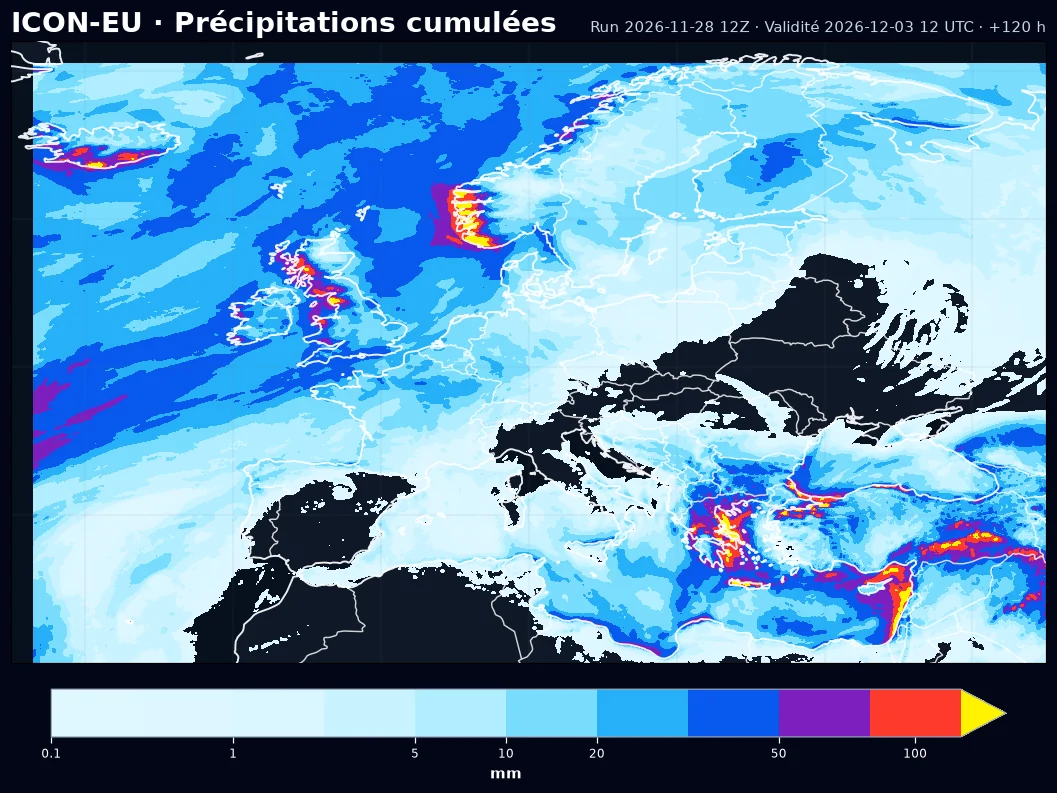 ICON-EU · Précipitations cumulées
Run 2026-11-28 12Z · Validité 2026-12-03 12 UTC · +120 h
0.1 1 5 10 20 50 100
mm